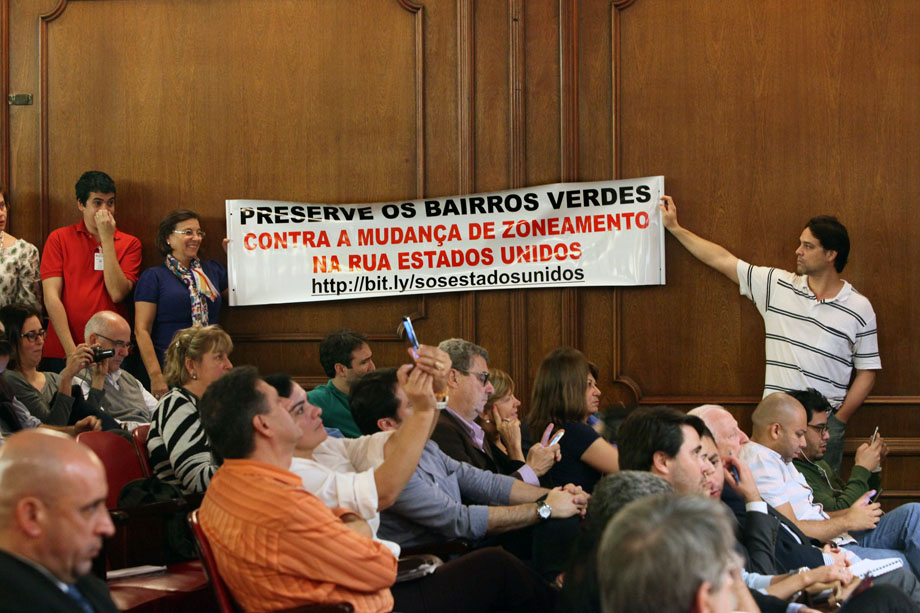 PRESERVE OS BAIRROS VERDES
CONTRA A MUDANÇA DE ZONEAMENTO
NA RUA ESTADOS UNIDOS
http://bit.ly/sosestadosunidos